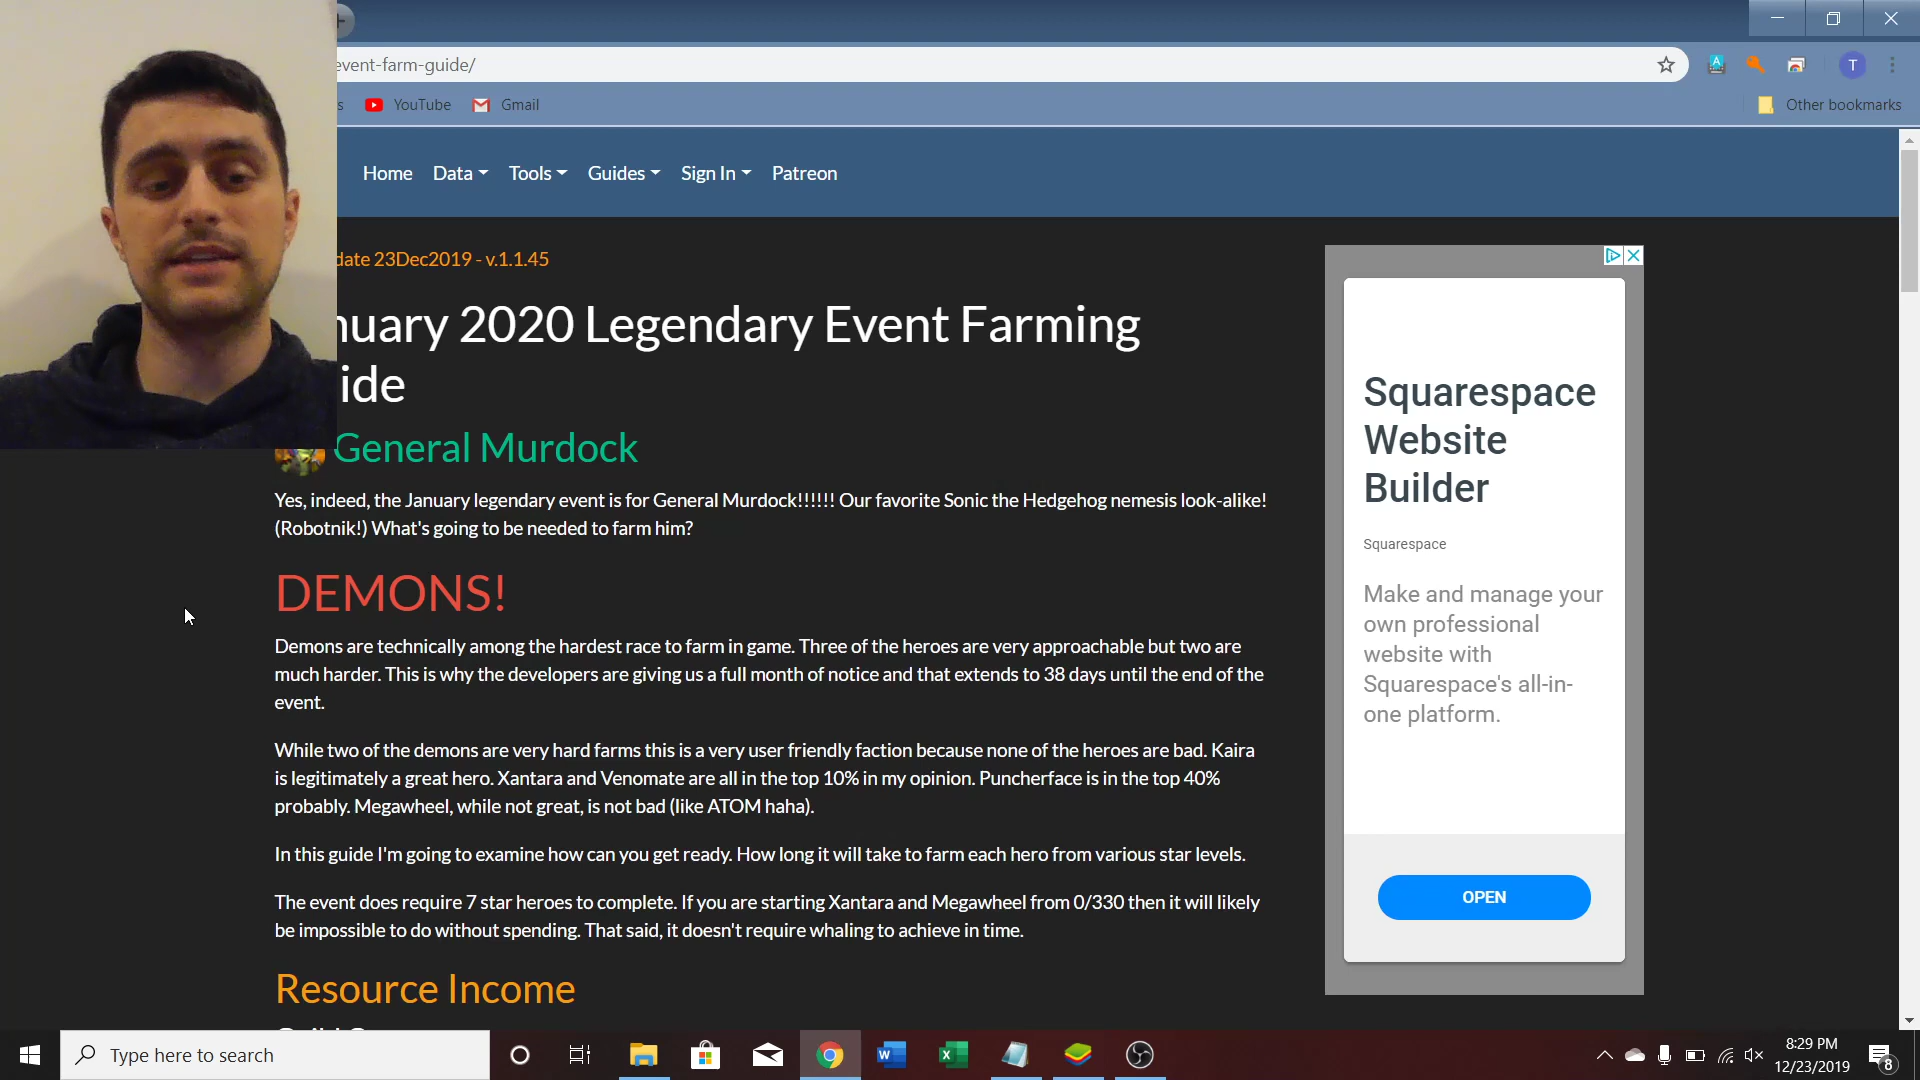 event-farm-guide/
T
YouTube
Gmail
Other bookmarks
Home
Data
Tools
Guides
Sign In
Patreon
date 23Dec2019 - v.1.1.45
nuary 2020 Legendary Event Farming
ide
General Murdock
Yes, indeed, the January legendary event is for General Murdock!!!!!! Our favorite Sonic the Hedgehog nemesis look-alike!
(Robotnik!) What's going to be needed to farm him?
DEMONS!
Demons are technically among the hardest race to farm in game. Three of the heroes are very approachable but two are
much harder. This is why the developers are giving us a full month of notice and that extends to 38 days until the end of the
event.
While two of the demons are very hard farms this is a very user friendly faction because none of the heroes are bad. Kaira
is legitimately a great hero. Xantara and Venomate are all in the top 10% in my opinion. Puncherface is in the top 40%
probably. Megawheel, while not great, is not bad (like ATOM haha).
In this guide I'm going to examine how can you get ready. How long it will take to farm each hero from various star levels.
The event does require 7 star heroes to complete. If you are starting Xantara and Megawheel from 0/330 then it will likely
be impossible to do without spending. That said, it doesn't require whaling to achieve in time.
Resource Income
Squarespace
Website
Builder
Squarespace
Make and manage your
own professional
website with
Squarespace's all-in-
one platform.
OPEN
Type here to search
8:29 PM
12/23/2019
8